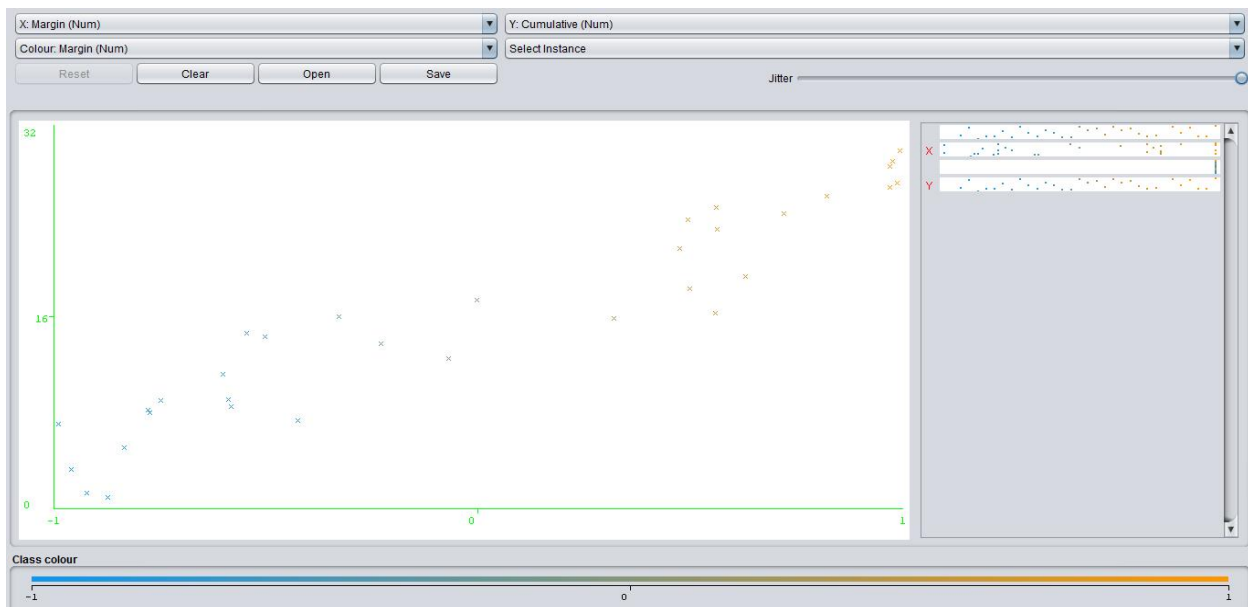 X: Margin (Num)
Y: Cumulative (Num)
Colour: Margin (Num)
Select Instance
Reset
Clear
Open
Save
Jitter
32
16
0
-1
0
1
X
Y
Class colour
-1
0
1